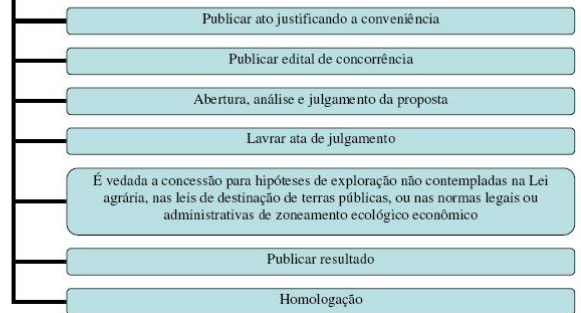 Publicar ato justificando a conveniência
Publicar edital de concorrência
Abertura, análise e julgamento da proposta
Lavrar ata de julgamento
É vedada a concessão para hipóteses de exploração não contempladas na Lei
agrária, nas leis de destinação de terras públicas, ou nas normas legais ou
administrativas de zoneamento ecológico econômico
Publicar resultado
Homologação